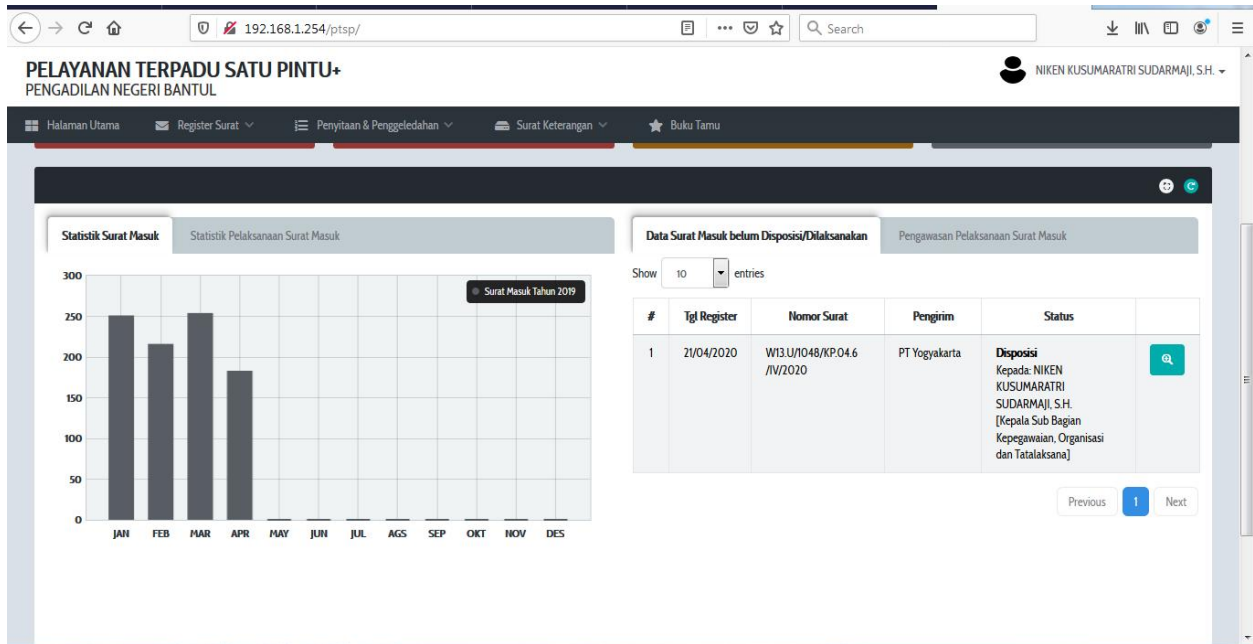 192.168.1.254/ptsp/
Search
PELAYANAN TERPADU SATU PINTU+
PENGADILAN NEGERI BANTUL
NIKEN KUSUMARATRI SUDARMAJI, S.H.
Halaman Utama
Register Surat
Penyitaan & Penggeledahan
Surat Keterangan
Buku Tamu
Statistik Surat Masuk
Statistik Pelaksanaan Surat Masuk
300
250
200
150
100
50
0
Surat Masuk Tahun 2019
JAN FEB MAR APR MAY JUN JUL AGS SEP OKT NOV DES
Data Surat Masuk belum Disposisi/Dilaksanakan
Pengawasan Pelaksanaan Surat Masuk
Show 10 entries
# Tgl Register Nomor Surat Pengirim Status
1 21/04/2020 W13.U/1048/KP.04.6 PT Yogyakarta Disposisi
/IV/2020 Kepada: NIKEN
KUSUMARATRI
SUDARMAJI, S.H.
[Kepala Sub Bagian
Kepegawaian, Organisasi
dan Tatalaksana]
Previous 1 Next